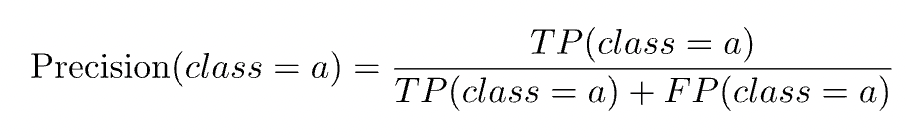 Precision(class = a) = TP(class = a) / TP(class = a) + FP(class = a)